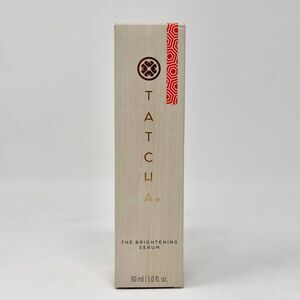 TATCHA®
THE BRIGHTENING
SERUM
30 ml | 1.0 fl. oz.